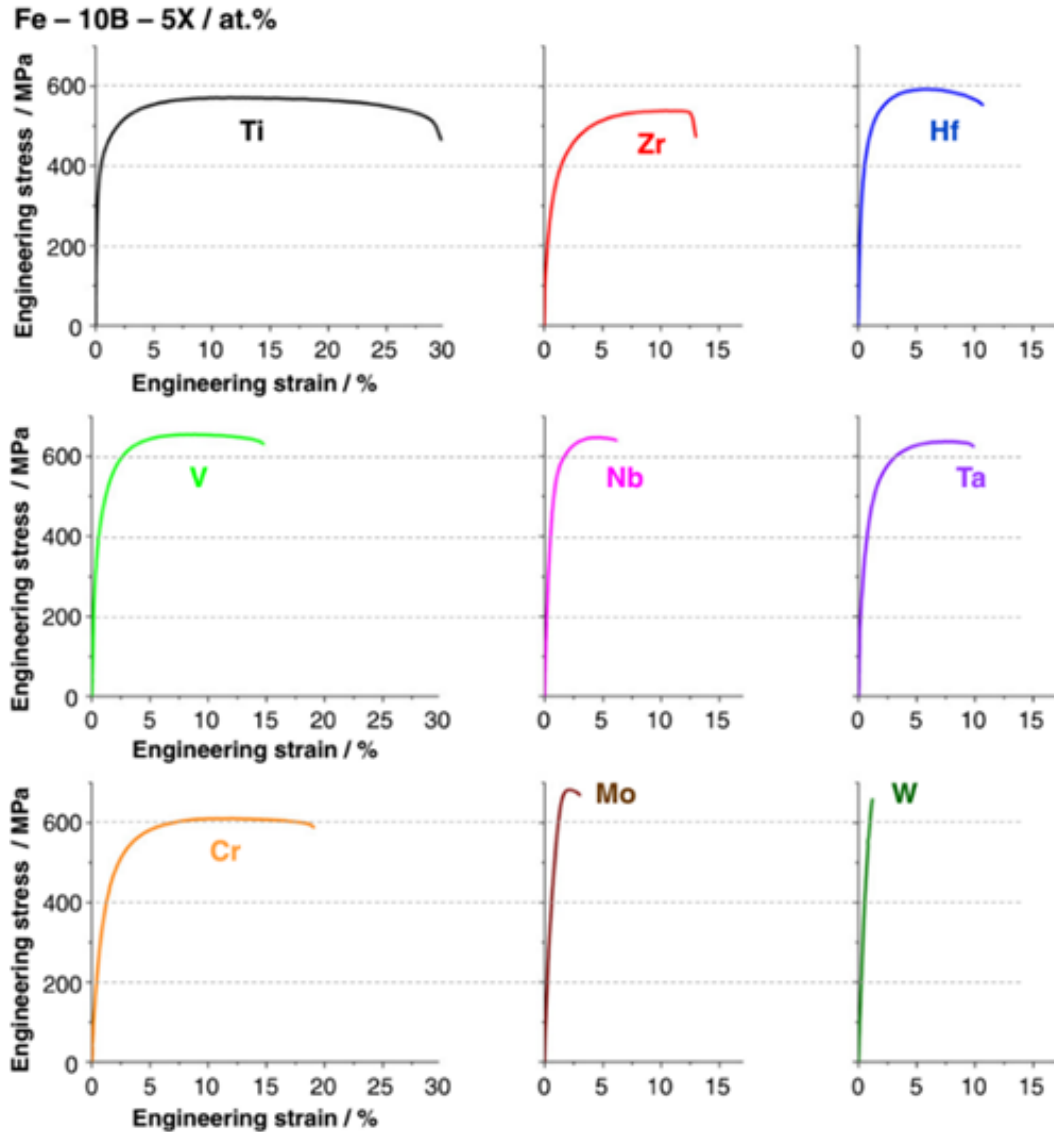 Fe – 10B – 5X / at.%
Engineering stress / MPa
600
400
200
0
Ti
0 5 10 15 20 25 30
Engineering strain / %
Zr
0 5 10 15
Hf
0 5 10 15
Engineering stress / MPa
600
400
200
0
V
0 5 10 15 20 25 30
Engineering strain / %
Nb
0 5 10 15
Ta
0 5 10 15
Engineering stress / MPa
600
400
200
0
Cr
0 5 10 15 20 25 30
Engineering strain / %
Mo
0 5 10 15
W
0 5 10 15